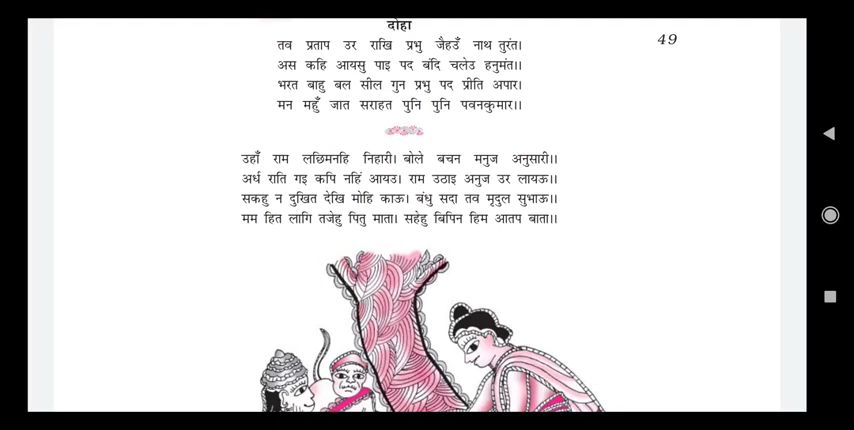 दोहा
49
तव प्रताप उर राखि प्रभु जैहउँ नाथ तुरंत।
अस कहि आयसु पाइ पद बंदि चलेउ हनुमंत॥
भरत बाहु बल सील गुन प्रभु पद प्रीति अपार।
मन महुँ जात सराहत पुनि पुनि पवनकुमार॥
उहाँ राम लछिमनहि निहारी। बोले बचन मनुज अनुसारी॥
अर्ध राति गइ कपि नहिं आयउ। राम उठाइ अनुज उर लायऊ॥
सकहु न दुखित देखि मोहि काऊ। बंधु सदा तव मृदुल सुभाऊ॥
मम हित लागि तजेहु पितु माता। सहेहु बिपिन हिम आतप बाता॥